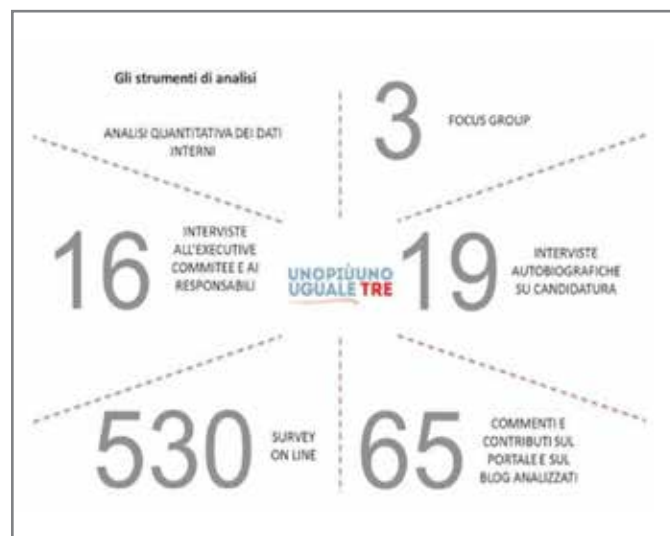 Gli strumenti di analisi
ANALISI QUANTITATIVA DEI DATI
INTERNI
3
FOCUS GROUP
16
INTERVISTE
ALL'EXECUTIVE
COMMITEE E AI
RESPONSABILI
UNOPIÙUNO
UGUALE TRE
19
INTERVISTE
AUTOBIOGRAFICHE
SU CANDIDATURA
530
SURVEY
ON LINE
65
COMMENTI E
CONTRIBUTI SUL
PORTALE E SUL
BLOG ANALIZZATI